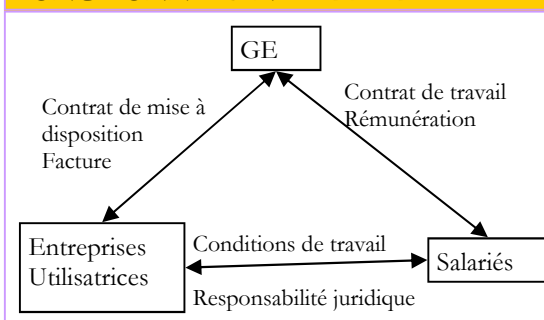 GE
Contrat de mise à
disposition
Facture
Contrat de travail
Rémunération
Entreprises
Utilisatrices
Conditions de travail
Responsabilité juridique
Salariés